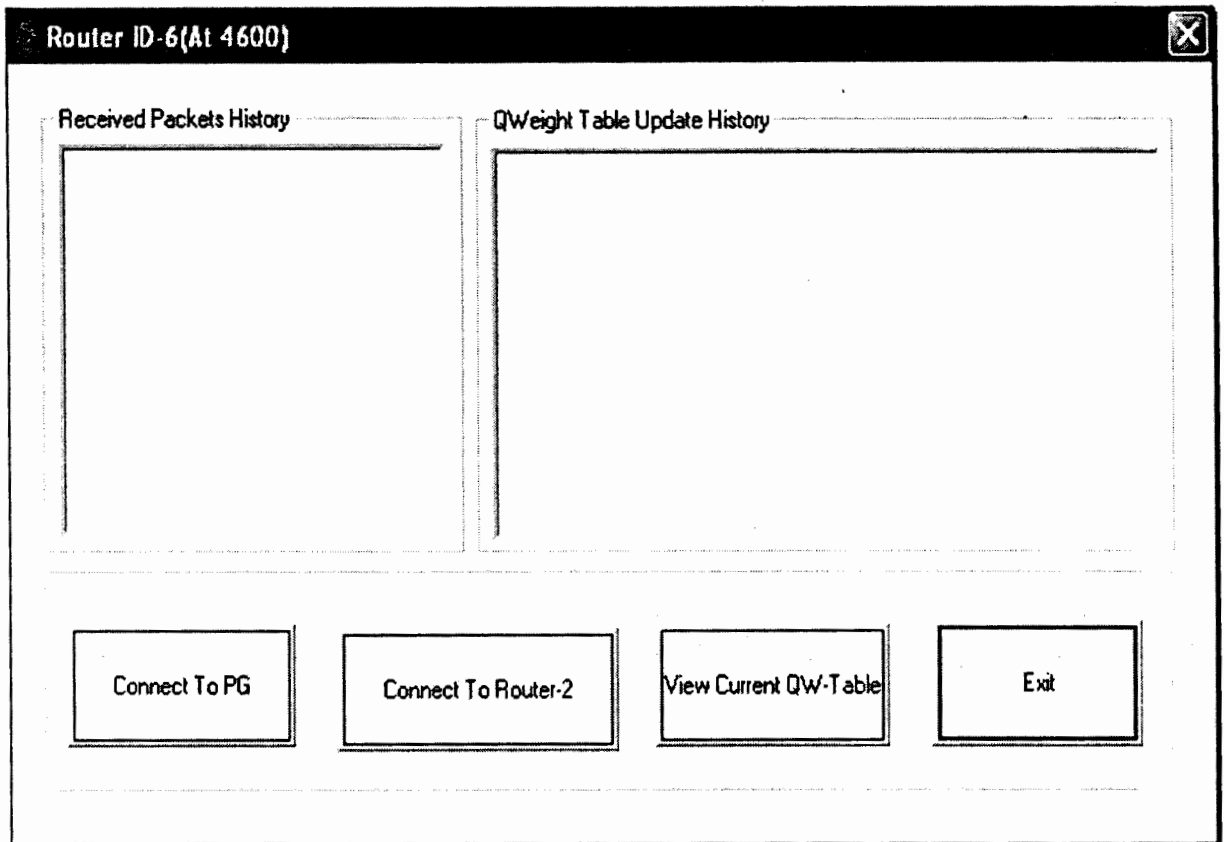 Router ID-6(At 4600)
Received Packets History
QWeight Table Update History
Connect To PG
Connect To Router-2
View Current QW-Table
Exit